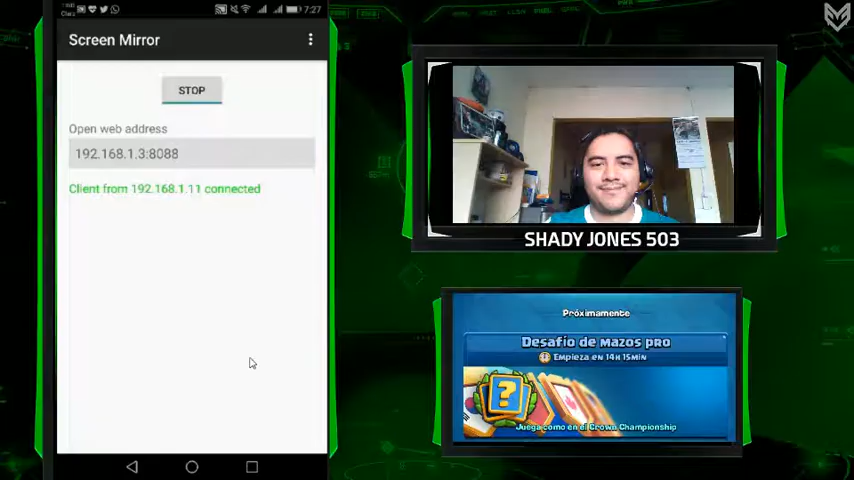 7:27
Screen Mirror
STOP
Open web address
192.168.1.3:8088
Client from 192.168.1.11 connected
SHADY JONES 503
Próximamente
Desafío de mazos pro
Empieza en 14h 15min
?
Juega como en el Crown Championship